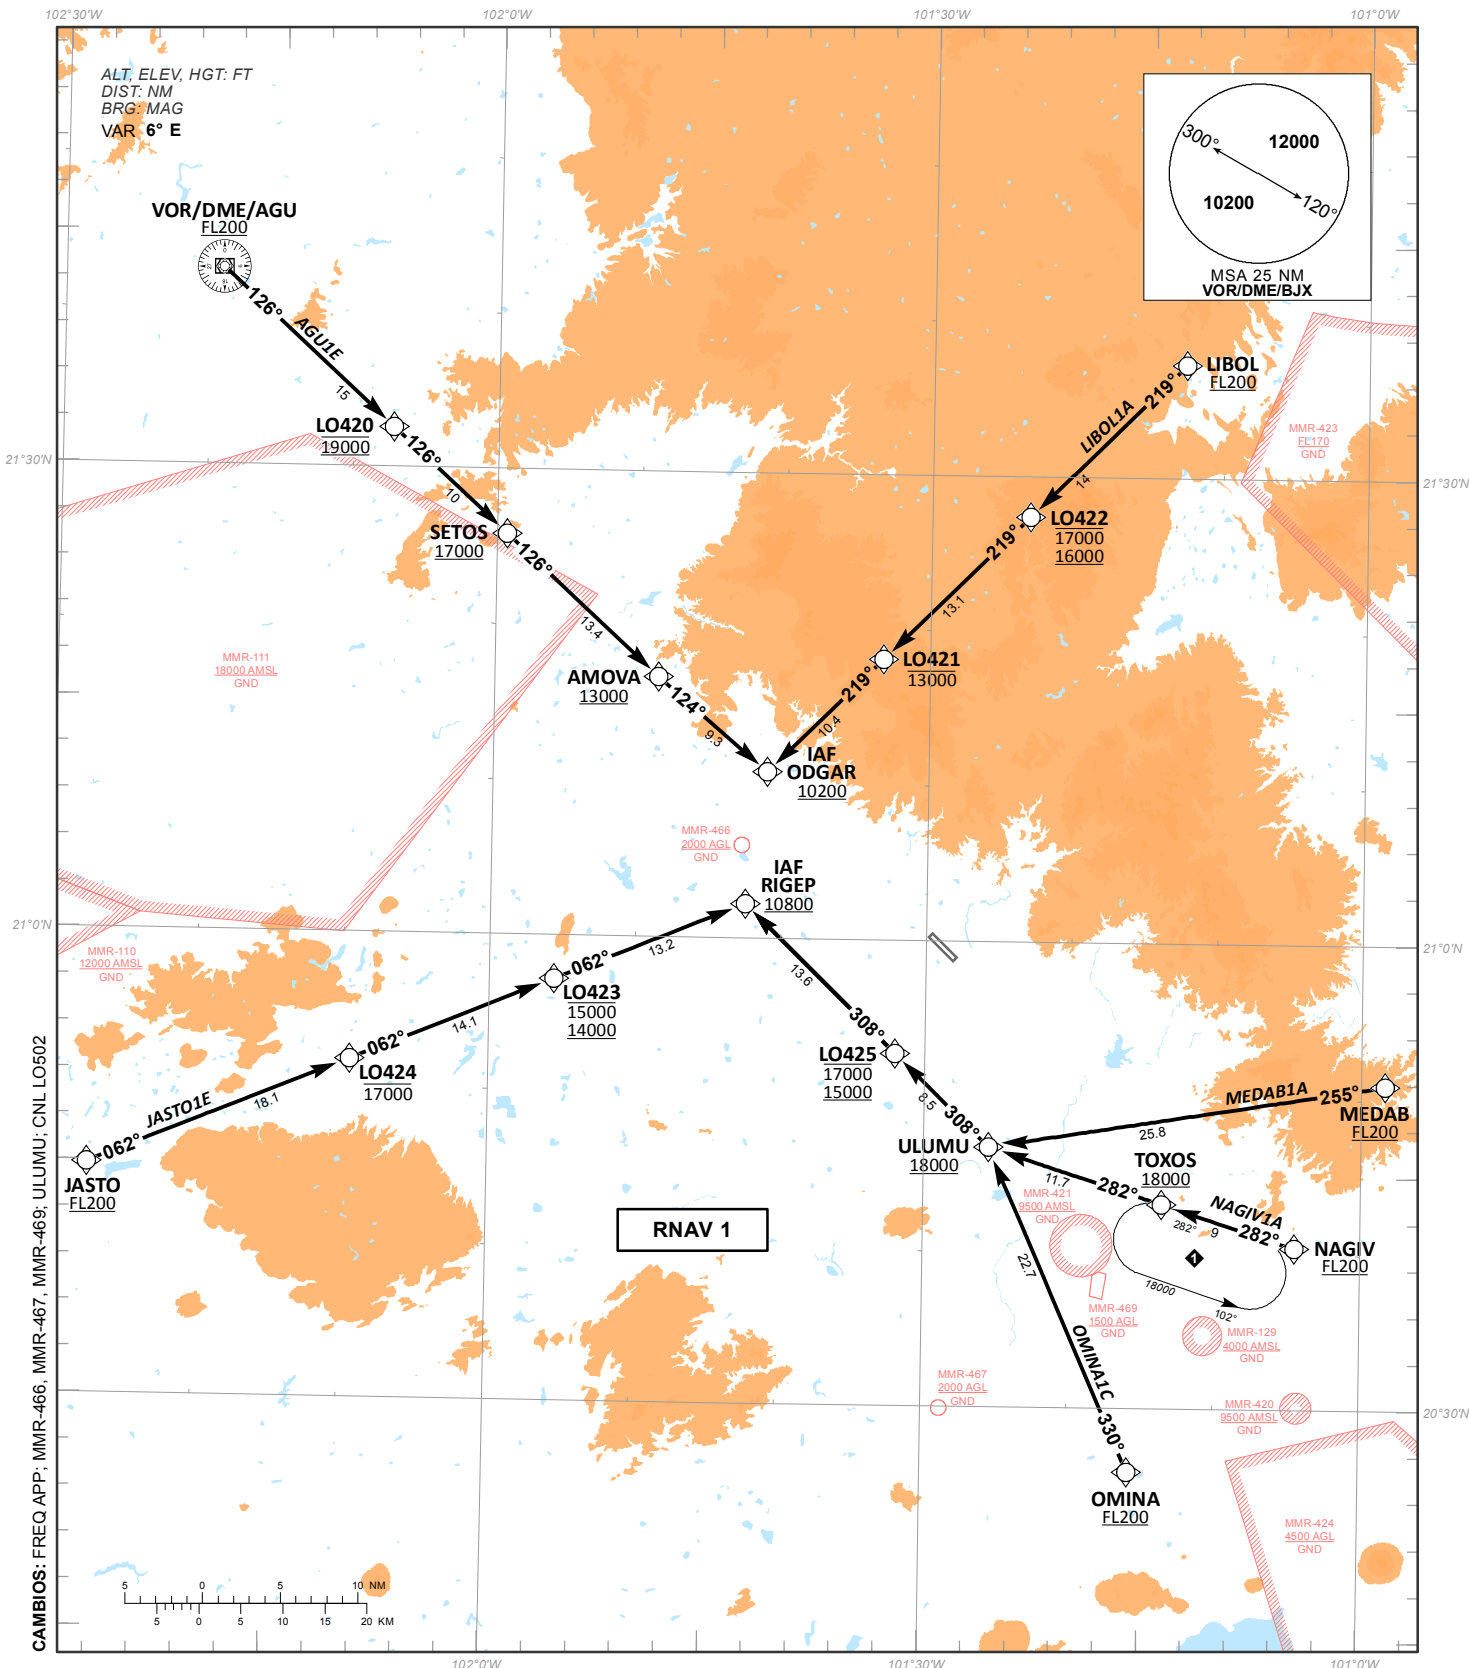 102°30'W
102°0'W
101°30'W
101°0'W
ALT, ELEV, HGT: FT
DIST: NM
BRG: MAG
VAR 6° E
300°
12000
10200
120°
MSA 25 NM
VOR/DME/BJX
VOR/DME/AGU
FL200
126°
AGU1E
15
LO420
19000
126°
10
SETOS
17000
126°
13.4
AMOVA
13000
124°
9.3
IAF
ODGAR
10200
LIBOL
FL200
219°
LIBOL1A
14
LO422
17000
16000
219°
13.1
LO421
13000
219°
10.4
MMR-423
FL170
GND
21°30'N
21°30'N
MMR-111
18000 AMSL
GND
MMR-466
2000 AGL
GND
IAF
RIGEP
10800
21°0'N
21°0'N
MMR-110
12000 AMSL
GND
062°
13.2
LO423
15000
14000
062°
14.1
LO424
17000
JASTO1E
18.1
062°
JASTO
FL200
13.6
308°
LO425
17000
15000
8.5
308°
ULUMU
18000
MEDAB1A
255°
25.8
MEDAB
FL200
TOXOS
18000
11.7
282°
NAGIV1A
282°
9
282°
NAGIV
FL200
1
18000
102°
MMR-421
9500 AMSL
GND
MMR-469
1500 AGL
GND
MMR-129
4000 AMSL
GND
22.7
OMINA1C
330°
OMINA
FL200
MMR-467
2000 AGL
GND
MMR-420
9500 AMSL
GND
20°30'N
MMR-424
4500 AGL
GND
RNAV 1
5 0 5 10 NM
5 0 5 10 15 20 KM
CAMBIOS: FREQ APP; MMR-466, MMR-467, MMR-469; ULUMU; CNL LO502
102°0'W
101°30'W
101°0'W